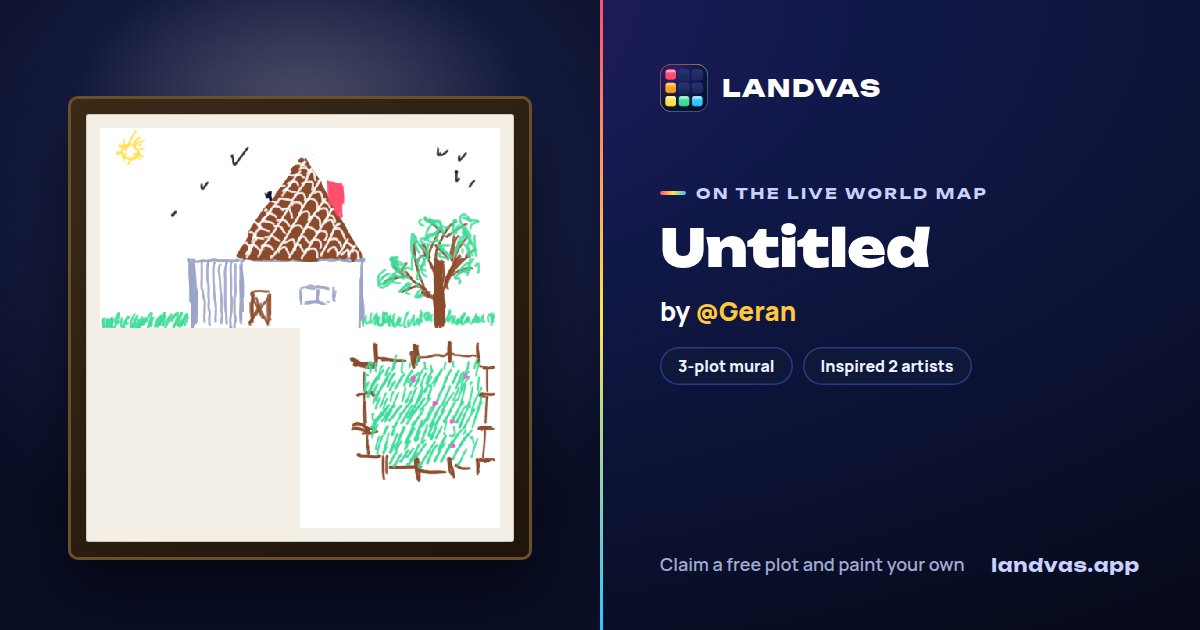 LANDVAS
ON THE LIVE WORLD MAP
Untitled
by @Geran
3-plot mural
Inspired 2 artists
Claim a free plot and paint your own
landvas.app